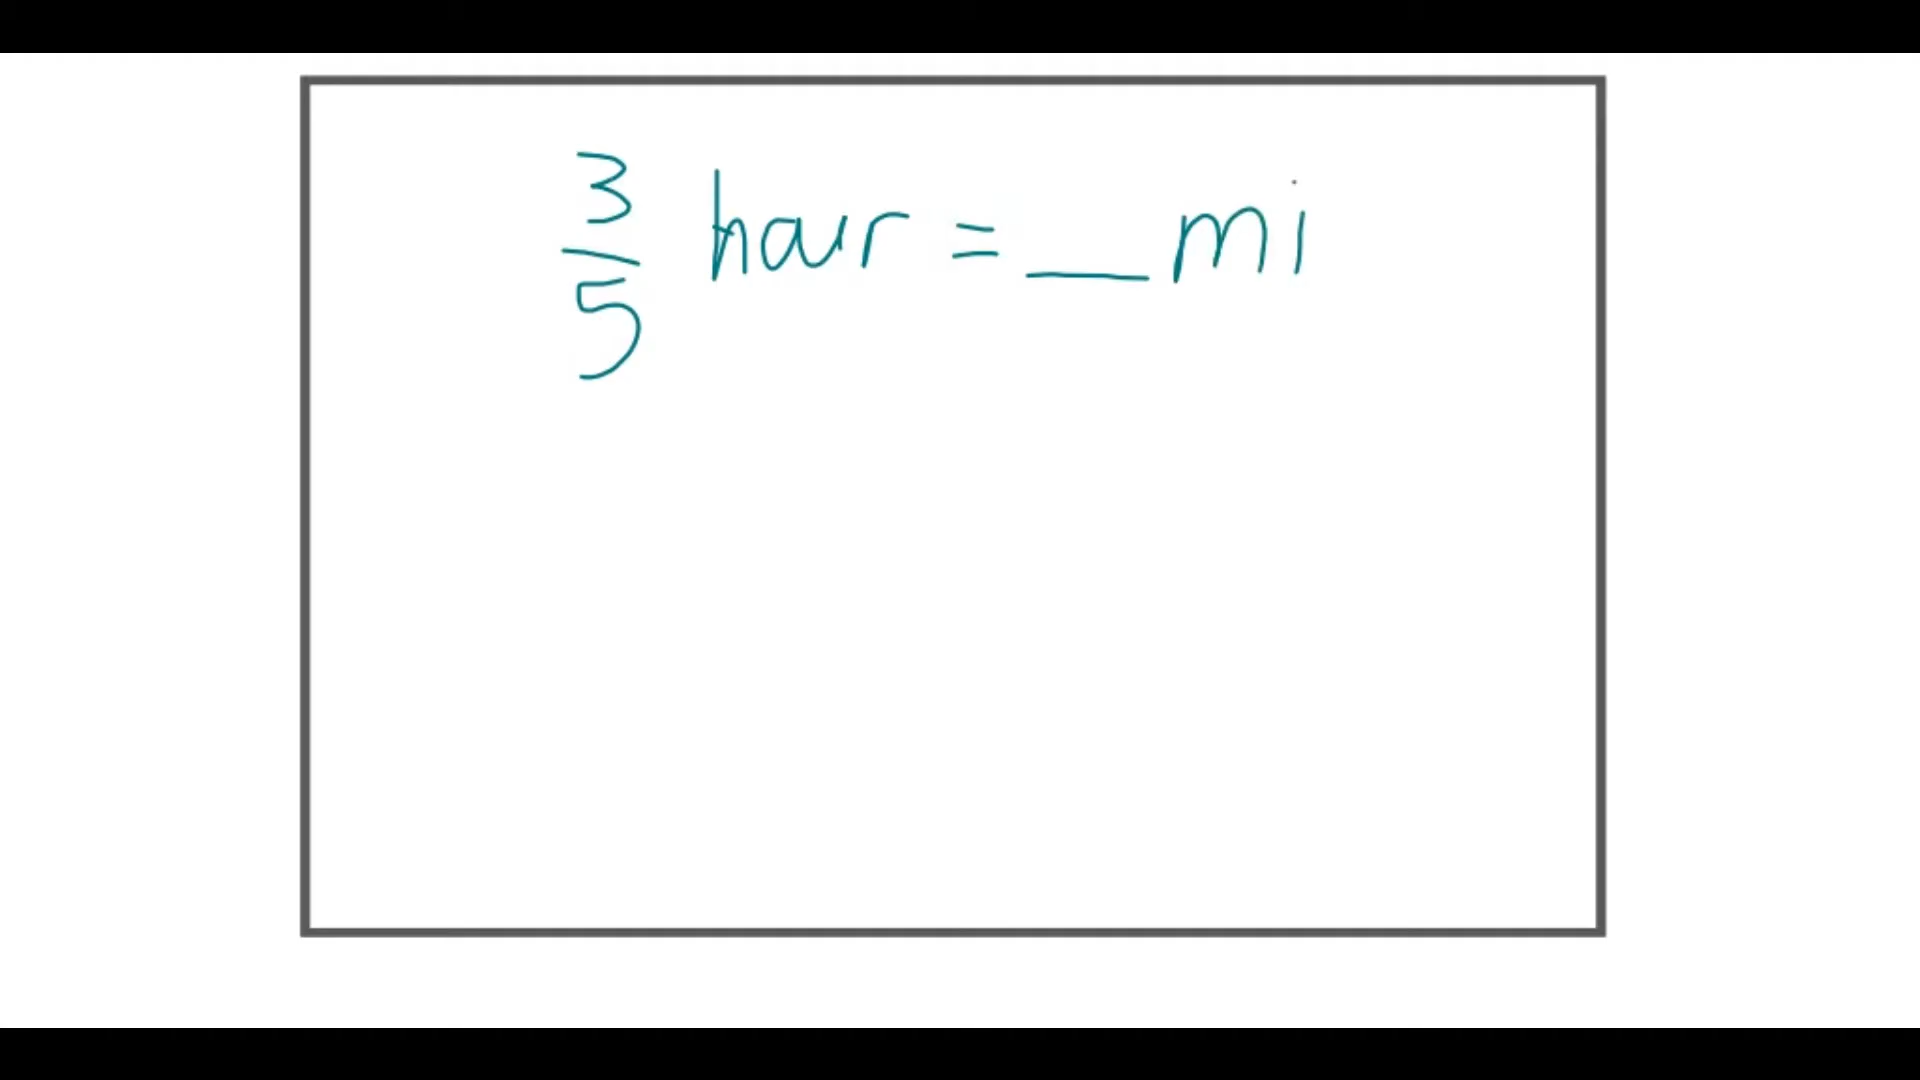 3/5 hour = __ mi